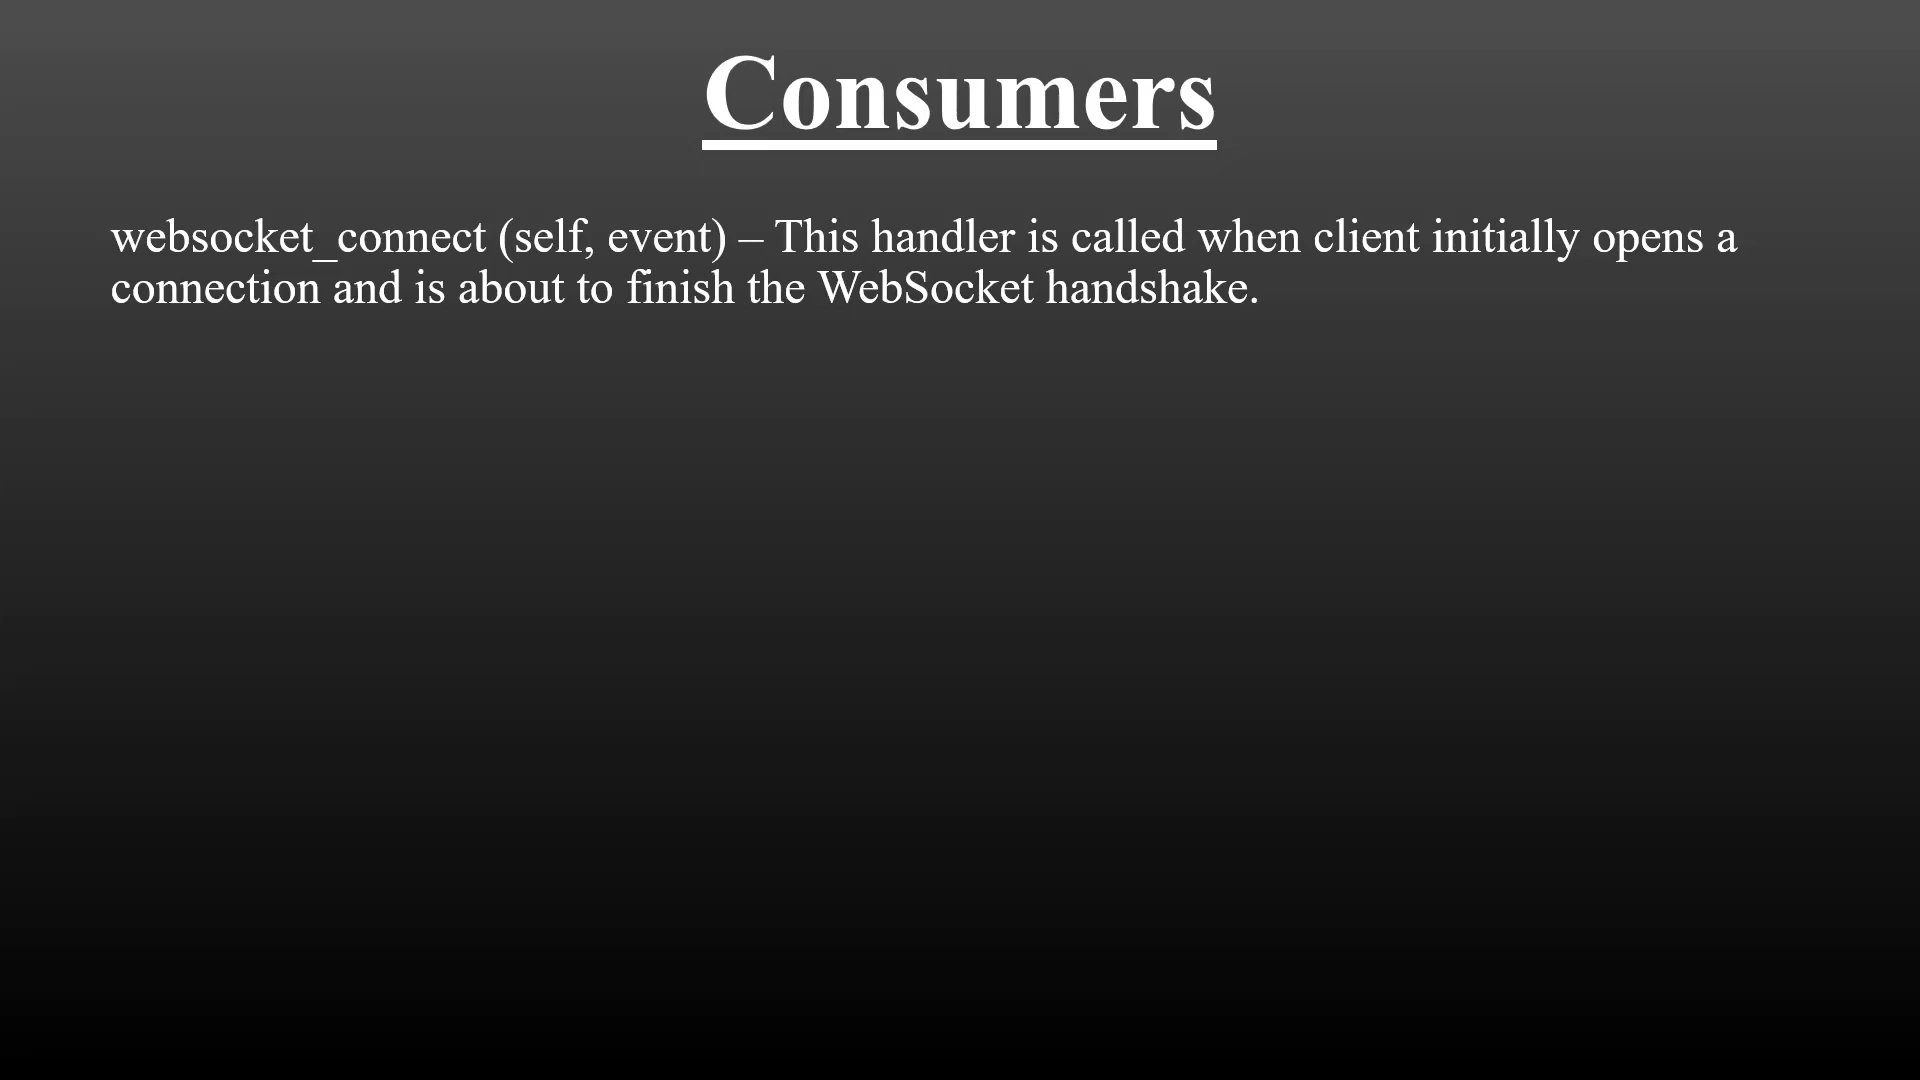 Consumers
websocket_connect (self, event) – This handler is called when client initially opens a
connection and is about to finish the WebSocket handshake.